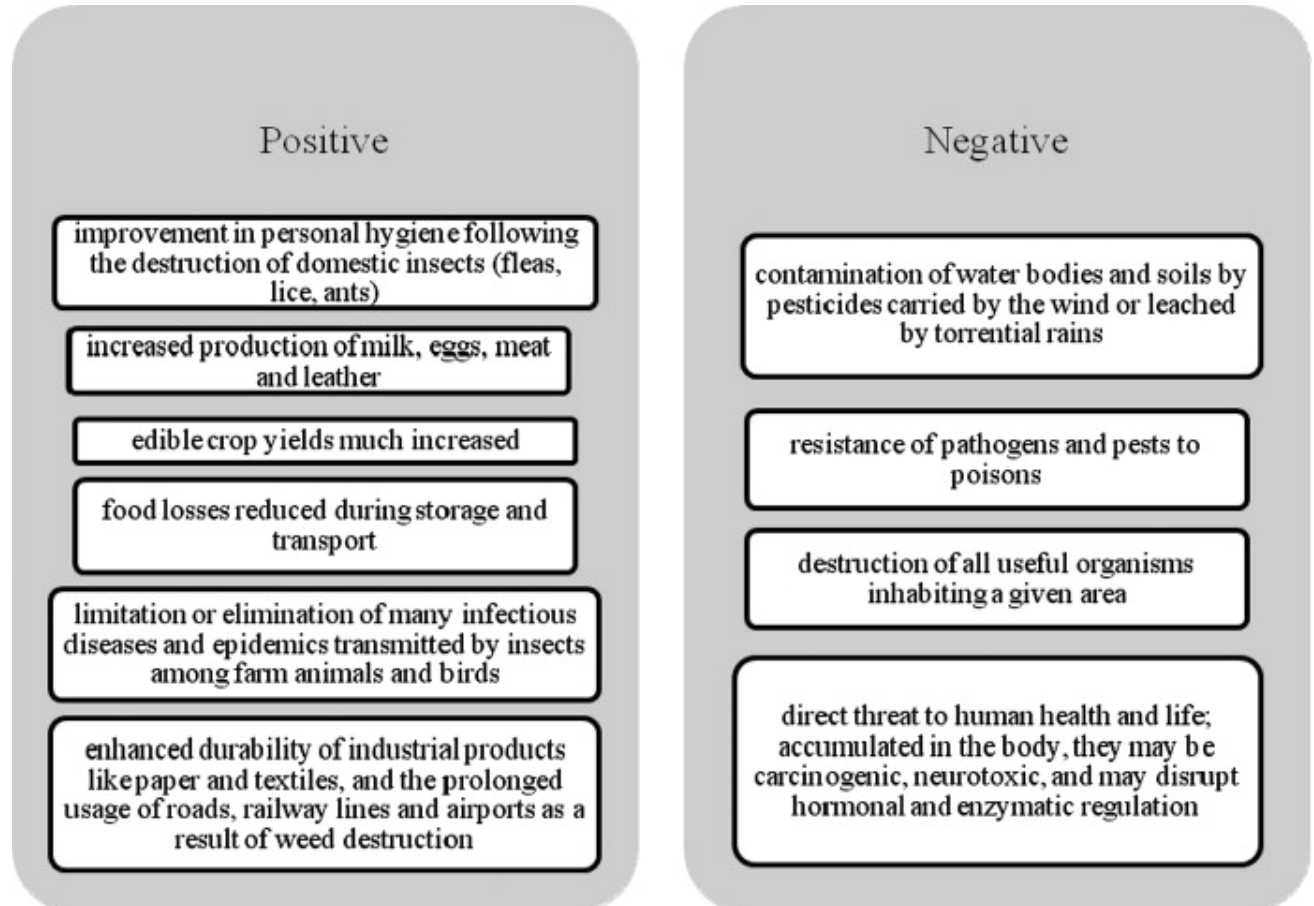 Positive
improvement in personal hygiene following
the destruction of domestic insects (fleas,
lice, ants)
increased production of milk, eggs, meat
and leather
edible crop yields much increased
food losses reduced during storage and
transport
limitation or elimination of many infectious
diseases and epidemics transmitted by insects
among farm animals and birds
enhanced durability of industrial products
like paper and textiles, and the prolonged
usage of roads, railway lines and airports as a
result of weed destruction
Negative
contamination of water bodies and soils by
pesticides carried by the wind or leached
by torrential rains
resistance of pathogens and pests to
poisons
destruction of all useful organisms
inhabiting a given area
direct threat to human health and life;
accumulated in the body, they may be
carcinogenic, neurotoxic, and may disrupt
hormonal and enzymatic regulation